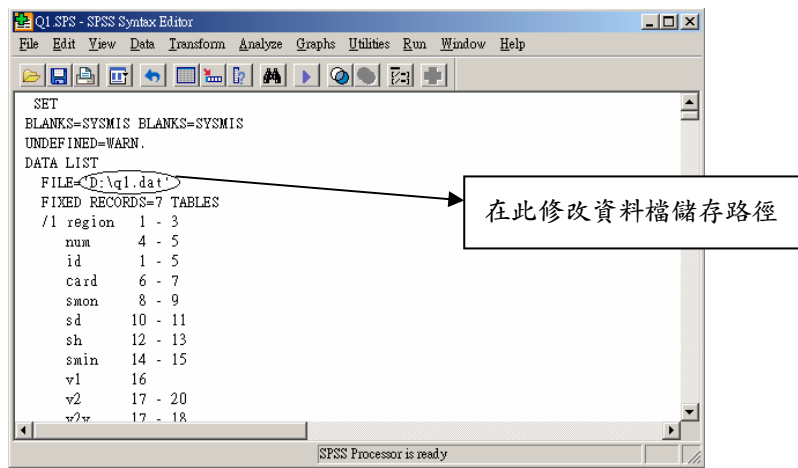 Q1.SPS - SPSS Syntax Editor
File Edit View Data Transform Analyze Graphs Utilities Run Window Help
SET
BLANKS=SYSMIS BLANKS=SYSMIS
UNDEFINED=WARN.
DATA LIST
FILE='D:\q1.dat'
FIXED RECORDS=7 TABLES
/1 region 1 - 3
num 4 - 5
id 1 - 5
card 6 - 7
smon 8 - 9
sd 10 - 11
sh 12 - 13
smin 14 - 15
v1 16
v2 17 - 20
v2y 17 - 18
在此修改資料檔儲存路徑
SPSS Processor is ready